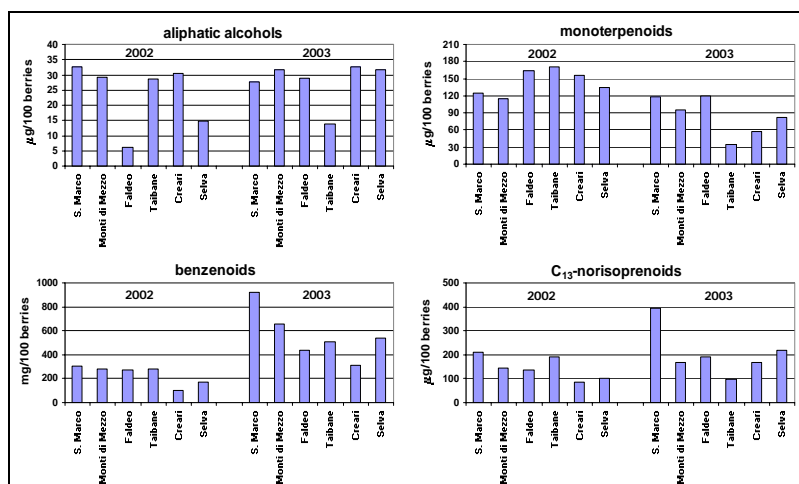 aliphatic alcohols
2002 2003
40
35
30
25
20
15
10
5
0
µg/100 berries
S. Marco Monti di Mezzo Faldeo Taibane Creari Selva S. Marco Monti di Mezzo Faldeo Taibane Creari Selva
monoterpenoids
2002 2003
210
180
150
120
90
60
30
0
µg/100 berries
S. Marco Monti di Mezzo Faldeo Taibane Creari Selva S. Marco Monti di Mezzo Faldeo Taibane Creari Selva
benzenoids
2002 2003
1000
800
600
400
200
0
mg/100 berries
S. Marco Monti di Mezzo Faldeo Taibane Creari Selva S. Marco Monti di Mezzo Faldeo Taibane Creari Selva
C₁₃-norisoprenoids
2002 2003
500
400
300
200
100
0
µg/100 berries
S. Marco Monti di Mezzo Faldeo Taibane Creari Selva S. Marco Monti di Mezzo Faldeo Taibane Creari Selva